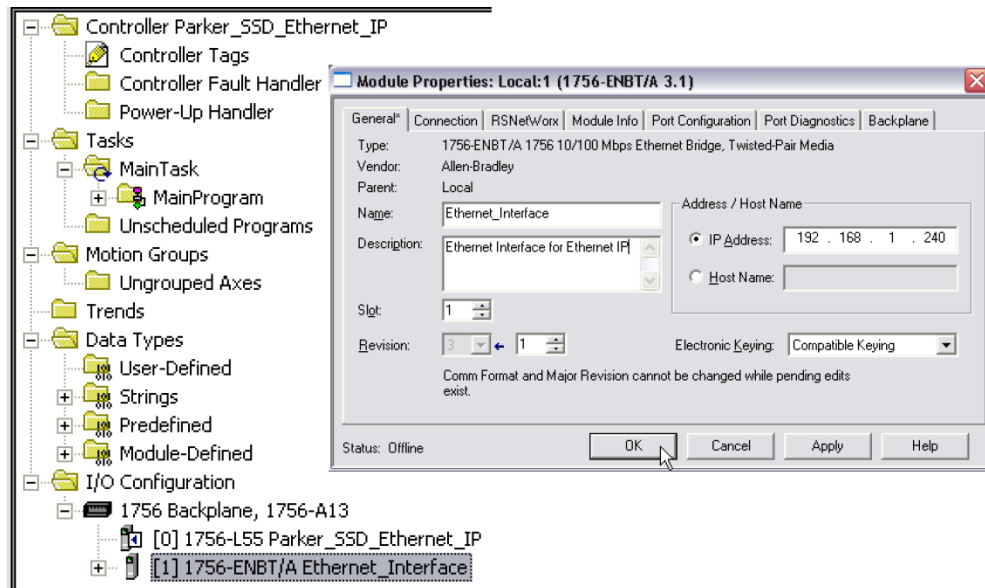 Controller Parker_SSD_Ethernet_IP
Controller Tags
Controller Fault Handler
Power-Up Handler
Tasks
MainTask
MainProgram
Unscheduled Programs
Motion Groups
Ungrouped Axes
Trends
Data Types
User-Defined
Strings
Predefined
Module-Defined
I/O Configuration
1756 Backplane, 1756-A13
[0] 1756-L55 Parker_SSD_Ethernet_IP
[1] 1756-ENBT/A Ethernet_Interface
Module Properties: Local:1 (1756-ENBT/A 3.1)
General* Connection RSNetWorx Module Info Port Configuration Port Diagnostics Backplane
Type: 1756-ENBT/A 1756 10/100 Mbps Ethernet Bridge, Twisted-Pair Media
Vendor: Allen-Bradley
Parent: Local
Name: Ethernet_Interface
Description: Ethernet Interface for Ethernet IP
Address / Host Name
IP Address: 192 . 168 . 1 . 240
Host Name:
Slot: 1
Revision: 3 1
Electronic Keying: Compatible Keying
Comm Format and Major Revision cannot be changed while pending edits
exist.
Status: Offline
OK Cancel Apply Help